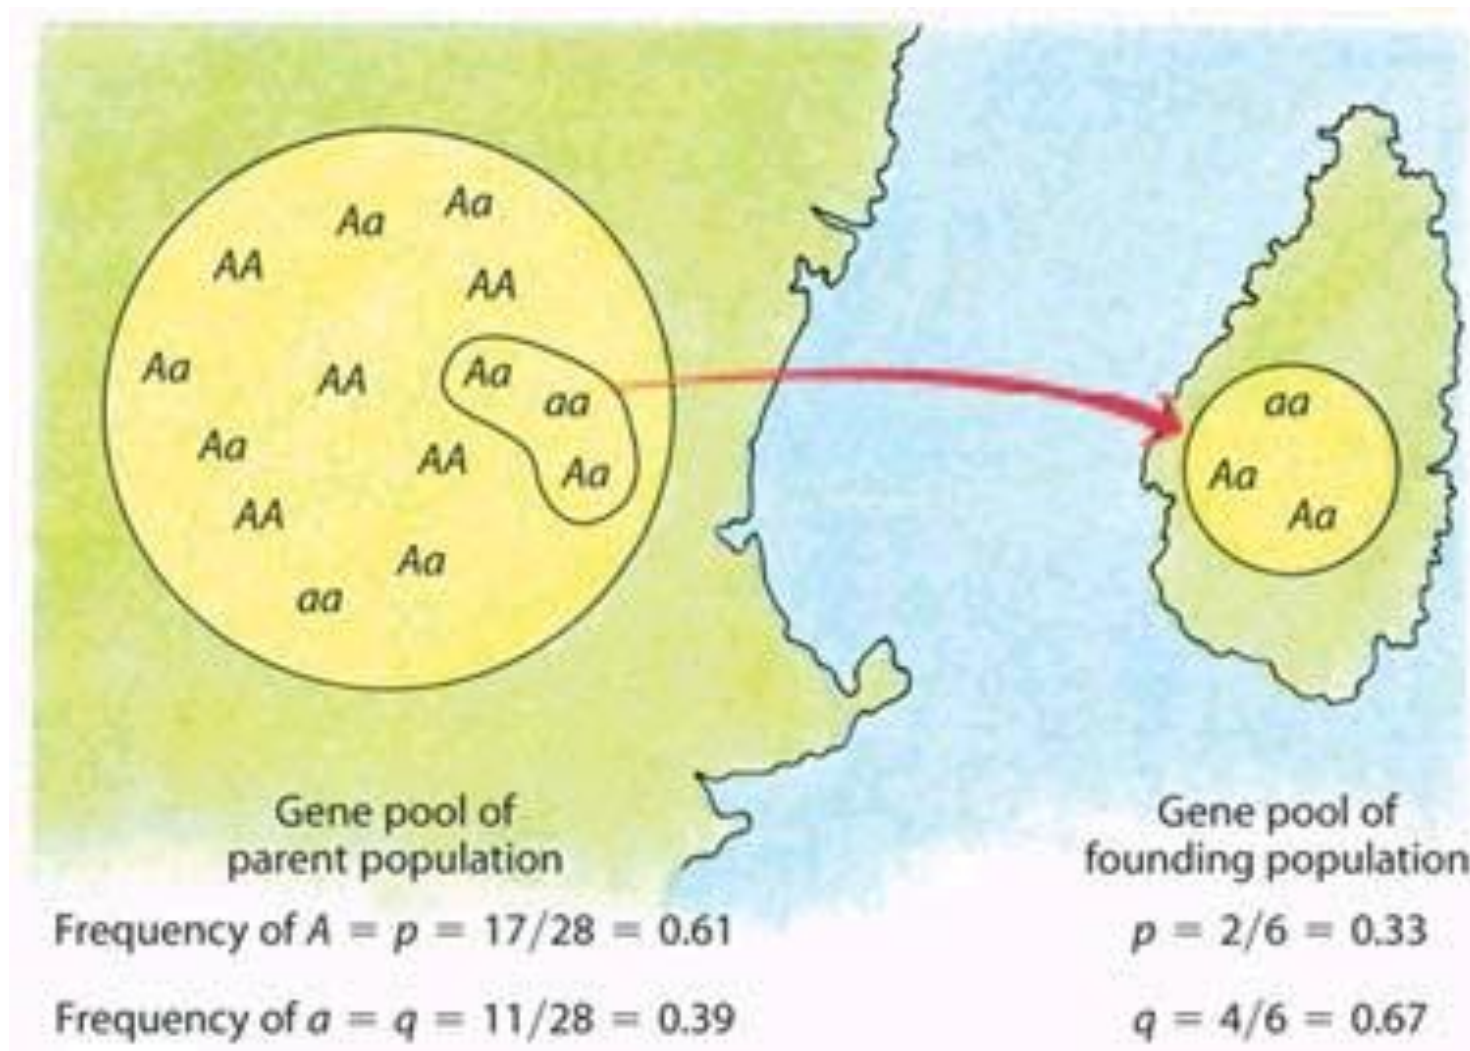 Aa
Aa
AA
AA
Aa
AA
Aa
aa
Aa
AA
Aa
AA
Aa
aa
aa
Aa
Aa
Gene pool of
parent population
Frequency of A = p = 17/28 = 0.61
Frequency of a = q = 11/28 = 0.39
Gene pool of
founding population
p = 2/6 = 0.33
q = 4/6 = 0.67